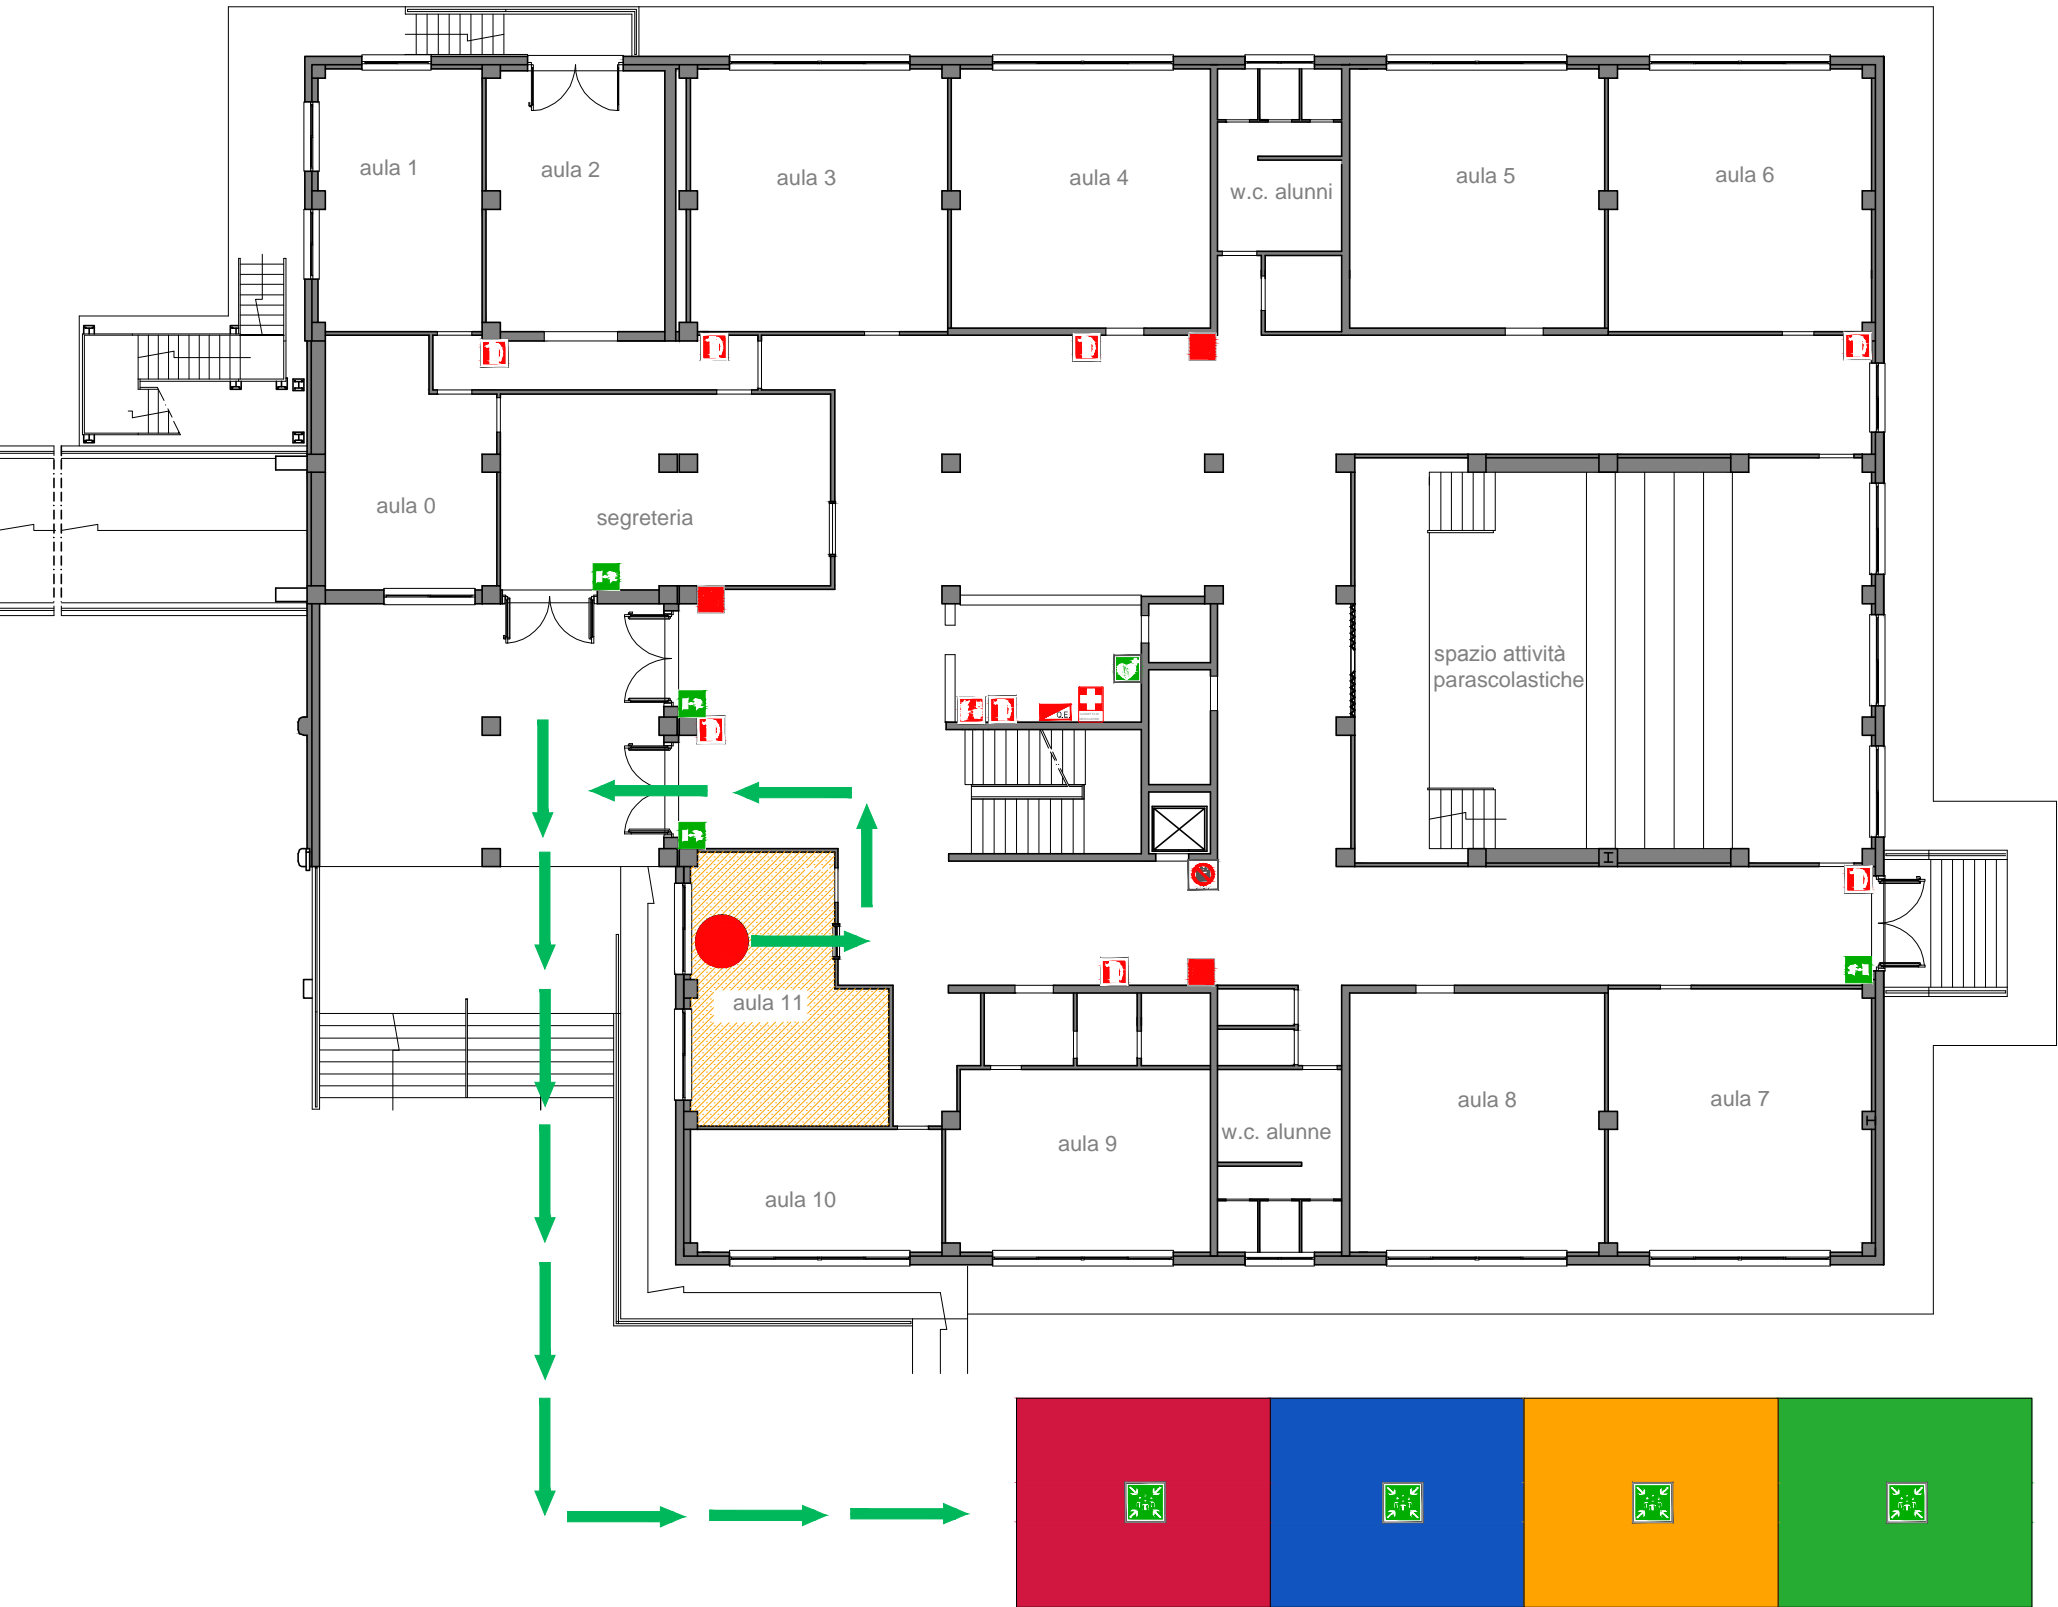 aula 1
aula 2
aula 3
aula 4
w.c. alunni
aula 5
aula 6
aula 0
segreteria
spazio attività
parascolastiche
Q.E.
aula 11
aula 10
aula 9
w.c. alunne
aula 8
aula 7